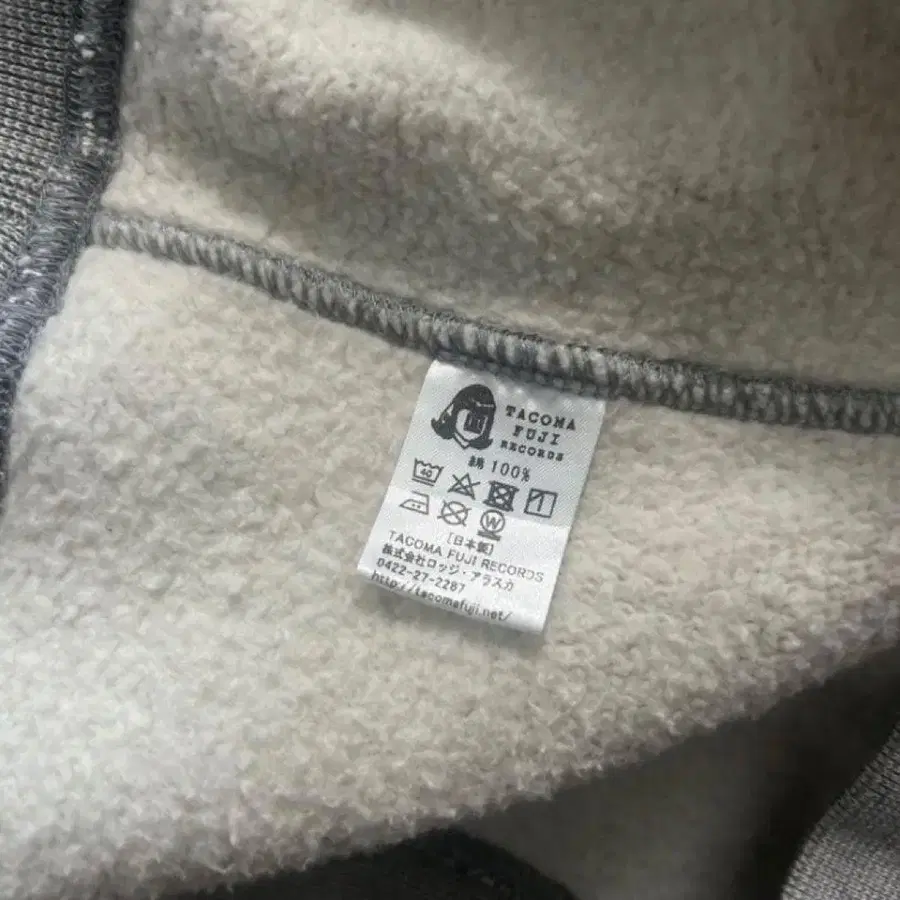 TACOMA
FUJI
RECORDS
綿 100%
40
W
[日本製]
TACOMA FUJI RECORDS
株式会社ロッジ・アラスカ
0422-27-2287
http://tacomafuji.net/